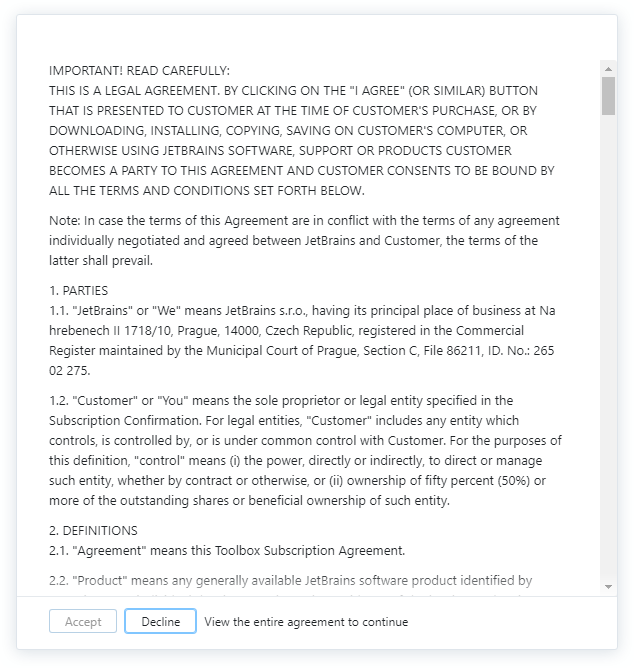 IMPORTANT! READ CAREFULLY:
THIS IS A LEGAL AGREEMENT. BY CLICKING ON THE "I AGREE" (OR SIMILAR) BUTTON
THAT IS PRESENTED TO CUSTOMER AT THE TIME OF CUSTOMER'S PURCHASE, OR BY
DOWNLOADING, INSTALLING, COPYING, SAVING ON CUSTOMER'S COMPUTER, OR
OTHERWISE USING JETBRAINS SOFTWARE, SUPPORT OR PRODUCTS CUSTOMER
BECOMES A PARTY TO THIS AGREEMENT AND CUSTOMER CONSENTS TO BE BOUND BY
ALL THE TERMS AND CONDITIONS SET FORTH BELOW.
Note: In case the terms of this Agreement are in conflict with the terms of any agreement
individually negotiated and agreed between JetBrains and Customer, the terms of the
latter shall prevail.
1. PARTIES
1.1. "JetBrains" or "We" means JetBrains s.r.o., having its principal place of business at Na
hrebenech II 1718/10, Prague, 14000, Czech Republic, registered in the Commercial
Register maintained by the Municipal Court of Prague, Section C, File 86211, ID. No.: 265
02 275.
1.2. "Customer" or "You" means the sole proprietor or legal entity specified in the
Subscription Confirmation. For legal entities, "Customer" includes any entity which
controls, is controlled by, or is under common control with Customer. For the purposes of
this definition, "control" means (i) the power, directly or indirectly, to direct or manage
such entity, whether by contract or otherwise, or (ii) ownership of fifty percent (50%) or
more of the outstanding shares or beneficial ownership of such entity.
2. DEFINITIONS
2.1. "Agreement" means this Toolbox Subscription Agreement.
2.2. "Product" means any generally available JetBrains software product identified by
Accept Decline View the entire agreement to continue